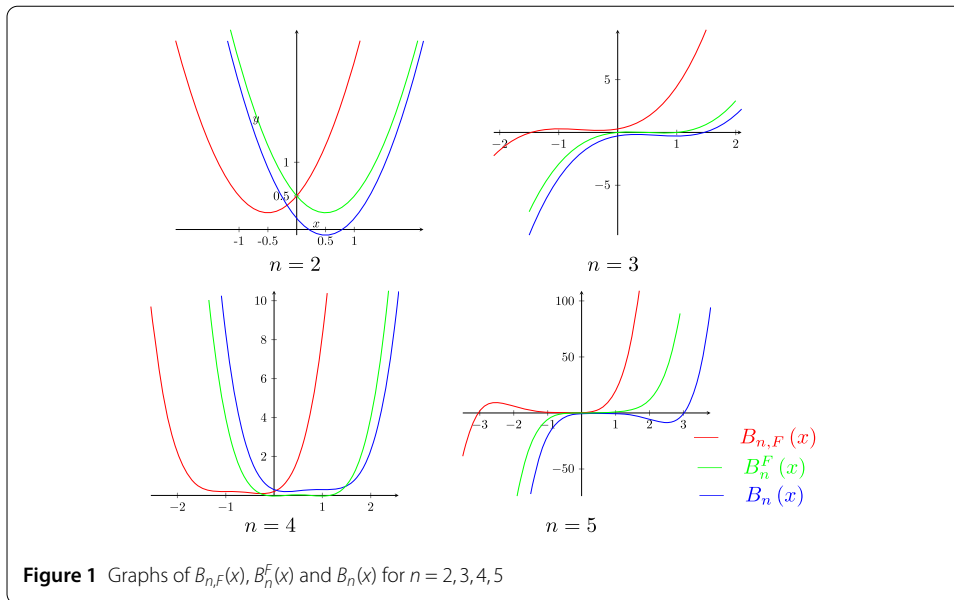 y
1
0.5
x
-1 -0.5 0.5 1
n = 2
5
−2 −1 1 2
−5
n = 3
10
8
6
4
2
−2 −1 1 2
n = 4
100
50
−3 −2 −1 1 2 3
−50
n = 5
B_{n,F} (x)
B_n^F (x)
B_n (x)
Figure 1 Graphs of B_{n,F}(x), B_n^F(x) and B_n(x) for n = 2, 3, 4, 5